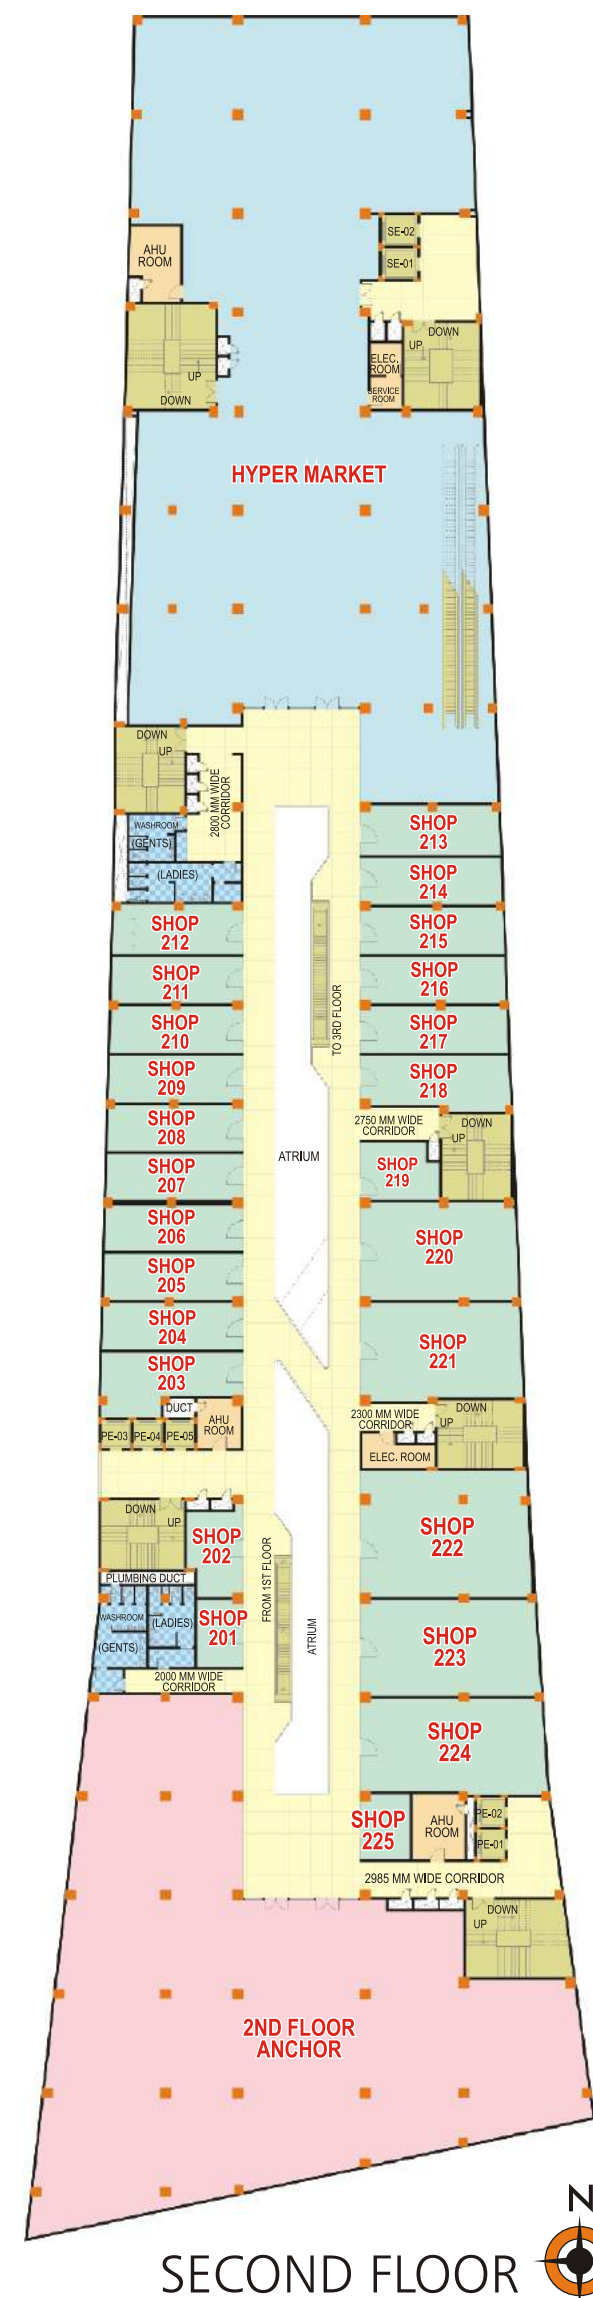 SE-02
AHU
ROOM
SE-01
DOWN
UP
ELEC.
ROOM
UP
SERVICE
ROOM
DOWN
HYPER MARKET
DOWN
UP
2800 MM WIDE
CORRIDOR
WASHROOM
(GENTS)
(LADIES)
SHOP
213
SHOP
214
SHOP
212
SHOP
215
SHOP
211
SHOP
216
SHOP
210
SHOP
217
TO 3RD FLOOR
SHOP
209
SHOP
218
SHOP
208
2750 MM WIDE
CORRIDOR
DOWN
UP
ATRIUM
SHOP
207
SHOP
219
SHOP
206
SHOP
220
SHOP
205
SHOP
204
SHOP
221
SHOP
203
DUCT
AHU
ROOM
PE-03
PE-04
PE-05
2300 MM WIDE
CORRIDOR
DOWN
UP
ELEC. ROOM
DOWN
UP
SHOP
202
SHOP
222
FROM 1ST FLOOR
PLUMBING DUCT
WASHROOM
(GENTS)
(LADIES)
SHOP
201
ATRIUM
SHOP
223
2000 MM WIDE
CORRIDOR
SHOP
224
SHOP
225
AHU
ROOM
PE-02
PE-01
2985 MM WIDE CORRIDOR
DOWN
UP
2ND FLOOR
ANCHOR
N
SECOND FLOOR